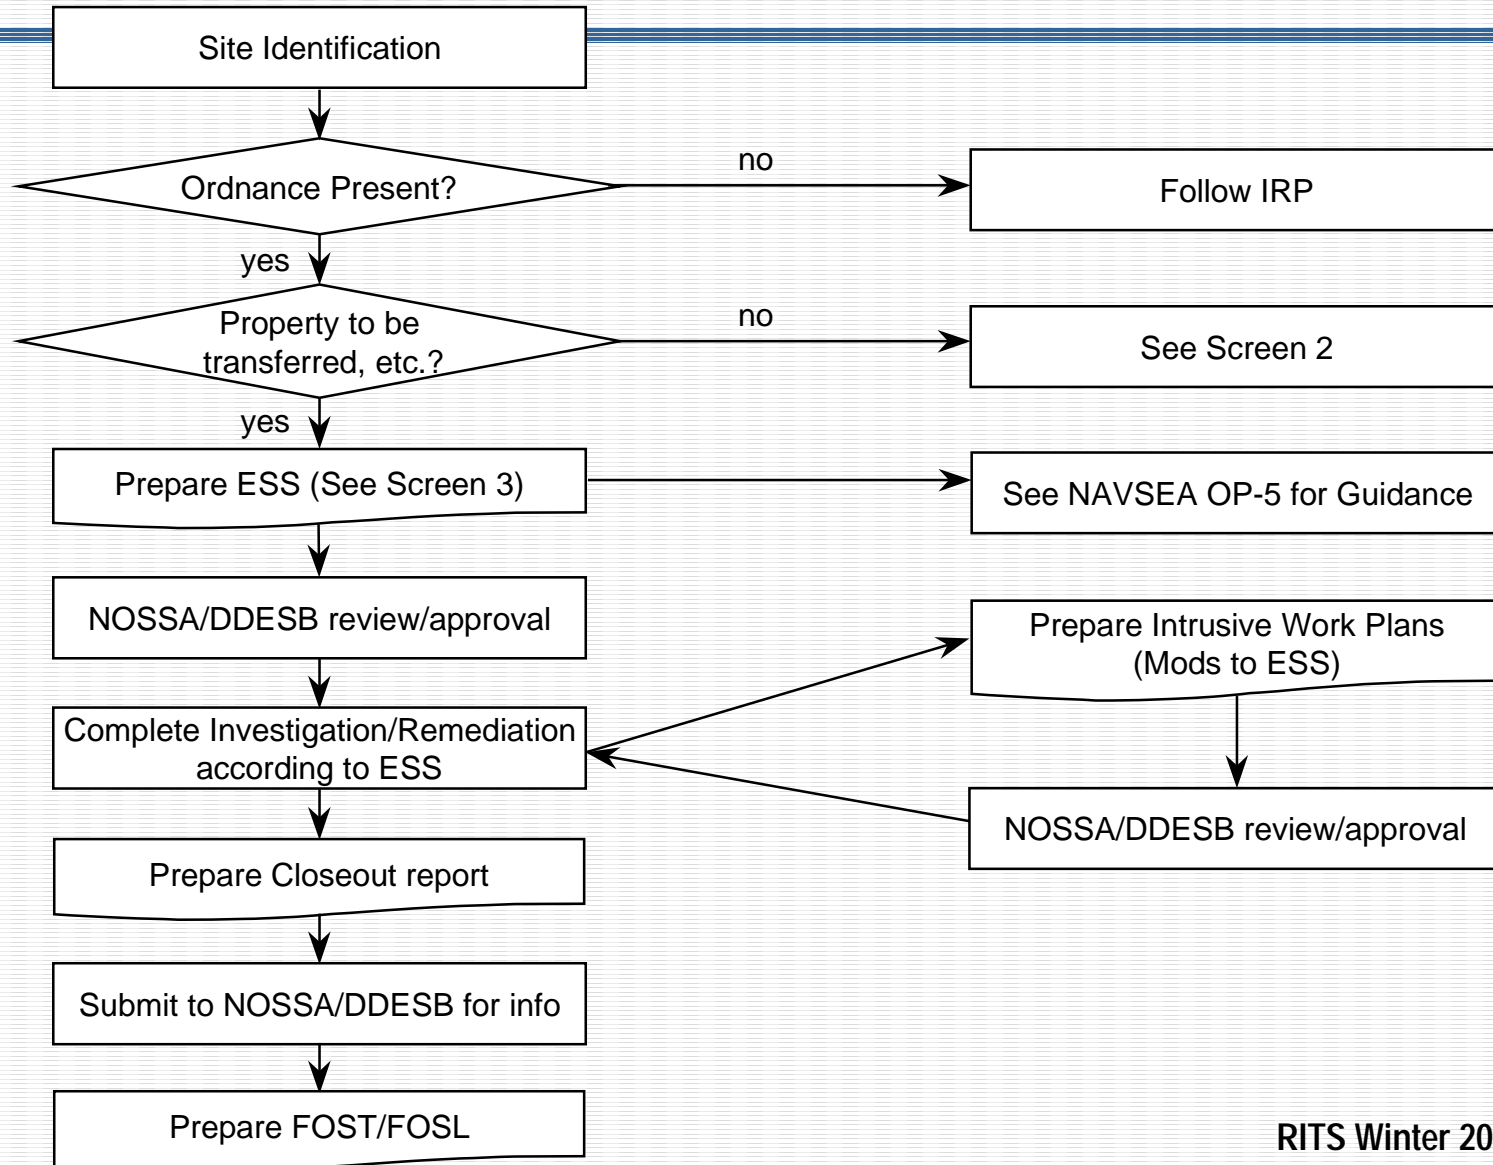 Site Identification
Ordnance Present?
no
Follow IRP
yes
Property to be
transferred, etc.?
no
See Screen 2
yes
Prepare ESS (See Screen 3)
See NAVSEA OP-5 for Guidance
NOSSA/DDESB review/approval
Prepare Intrusive Work Plans
(Mods to ESS)
Complete Investigation/Remediation
according to ESS
NOSSA/DDESB review/approval
Prepare Closeout report
Submit to NOSSA/DDESB for info
Prepare FOST/FOSL
RITS Winter 20